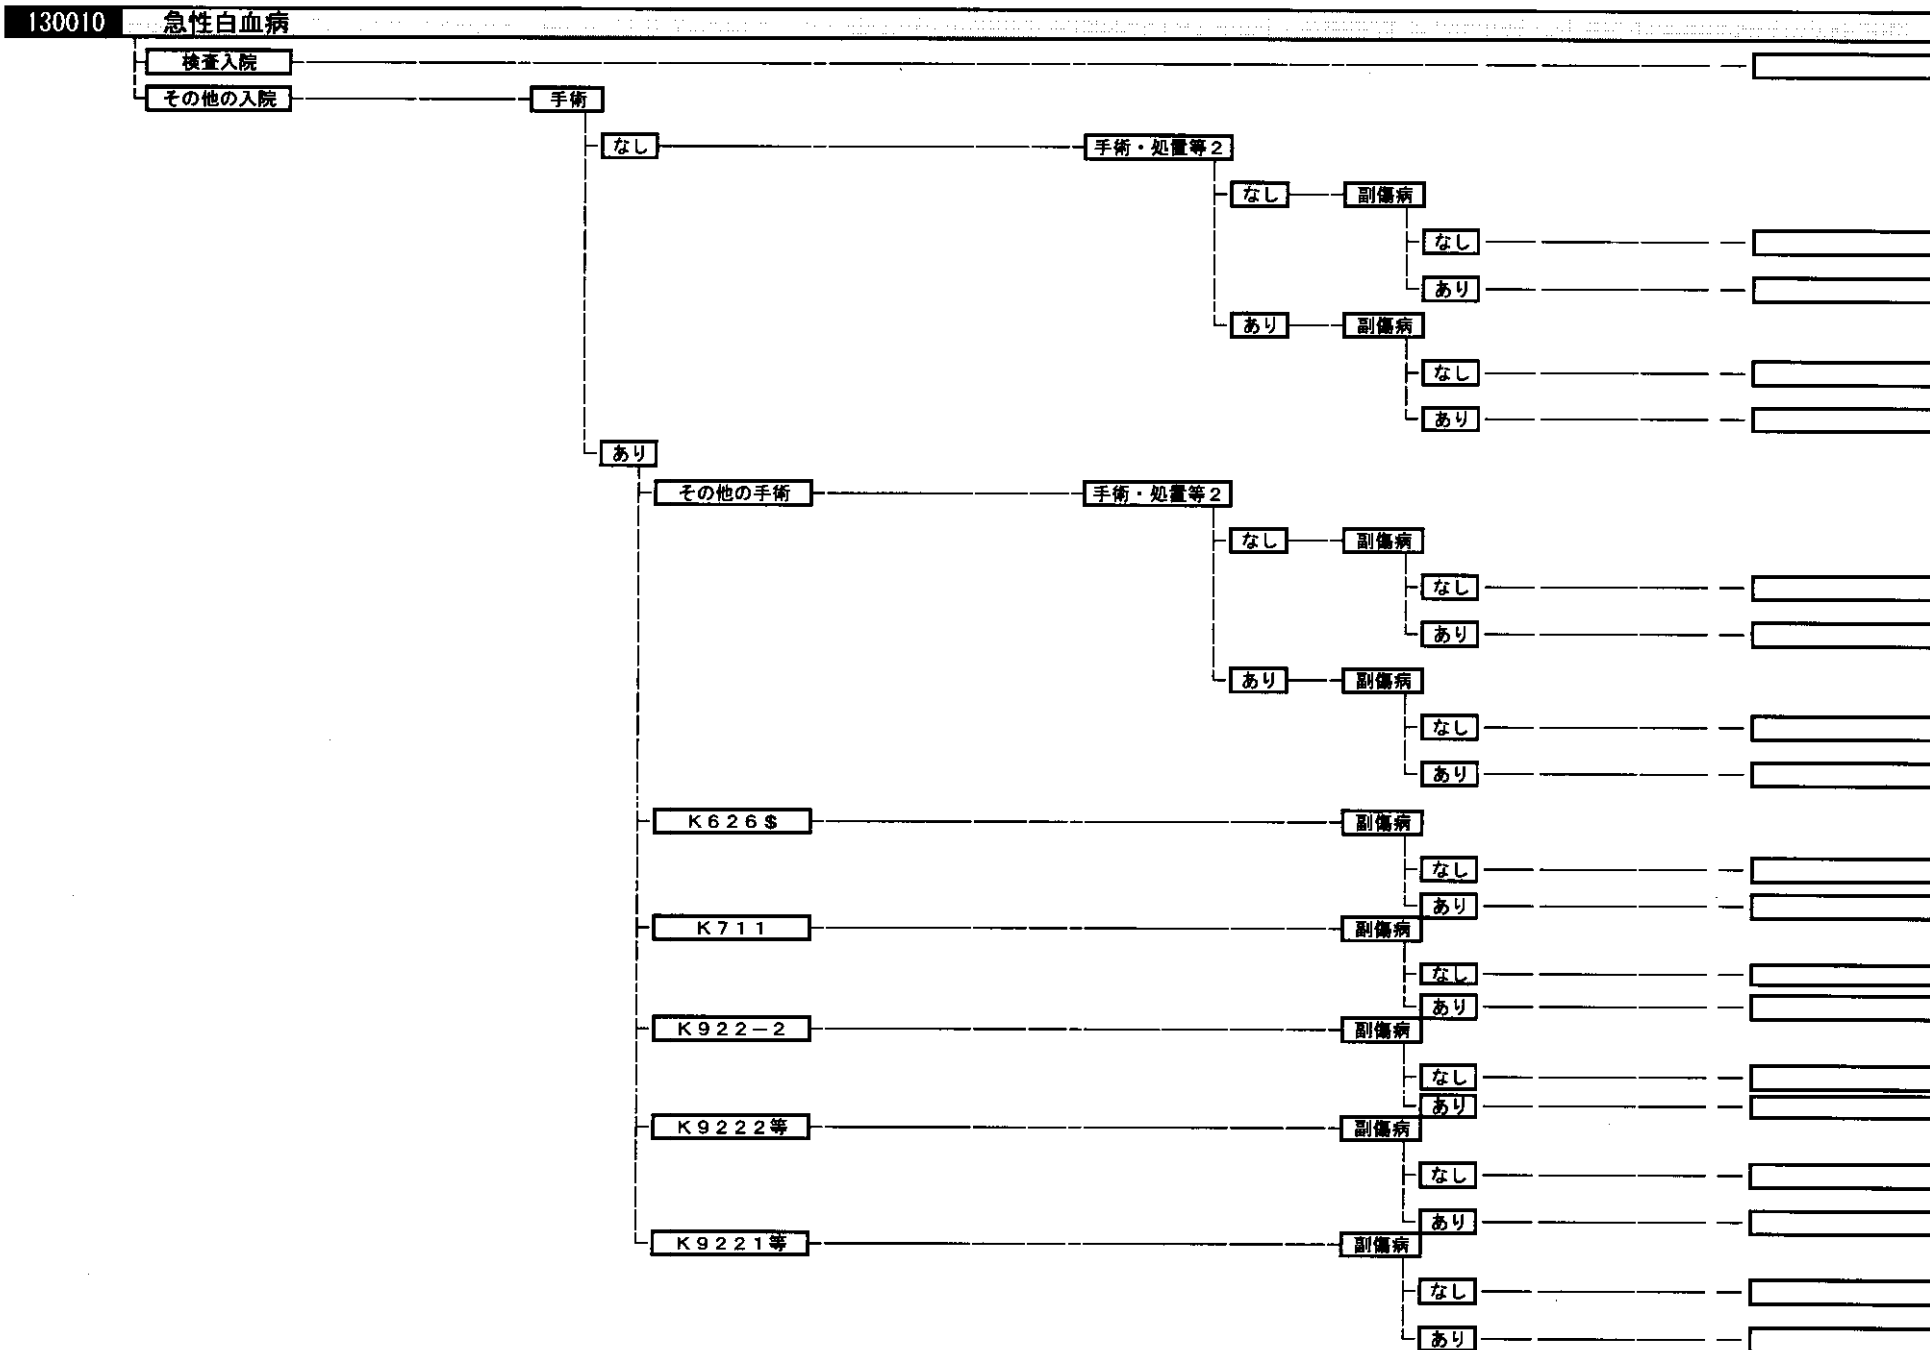 130010 急性白血病
検査入院
その他の入院 手術
なし 手術・処置等2
なし 副傷病
なし
あり
あり 副傷病
なし
あり
あり
その他の手術 手術・処置等2
なし 副傷病
なし
あり
あり 副傷病
なし
あり
K626$ 副傷病
なし
あり
K711 副傷病
なし
あり
K922-2 副傷病
なし
あり
K9222等 副傷病
なし
あり
K9221等 副傷病
なし
あり